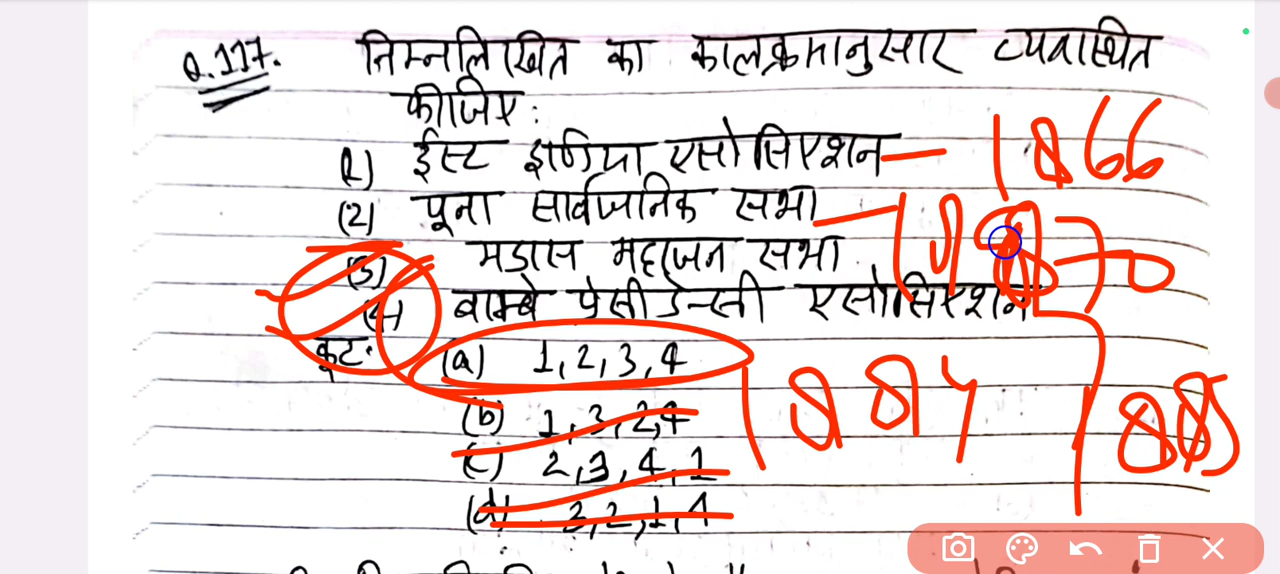 Q.117. निम्नलिखित का कालक्रमानुसार व्यवास्थित
कीजिए:
(1) ईस्ट इण्डिया एसोसिएशन — 1866
(2) पूना सार्वजनिक सभा — 1870
(3) मद्रास महाजन सभा
(4) बाम्बे प्रेसीडेन्सी एसोसिएशन
कूट:
(a) 1,2,3,4
1884
1885
(b) 1,3,2,4
(c) 2,3,4,1
(d) 3,2,1,4